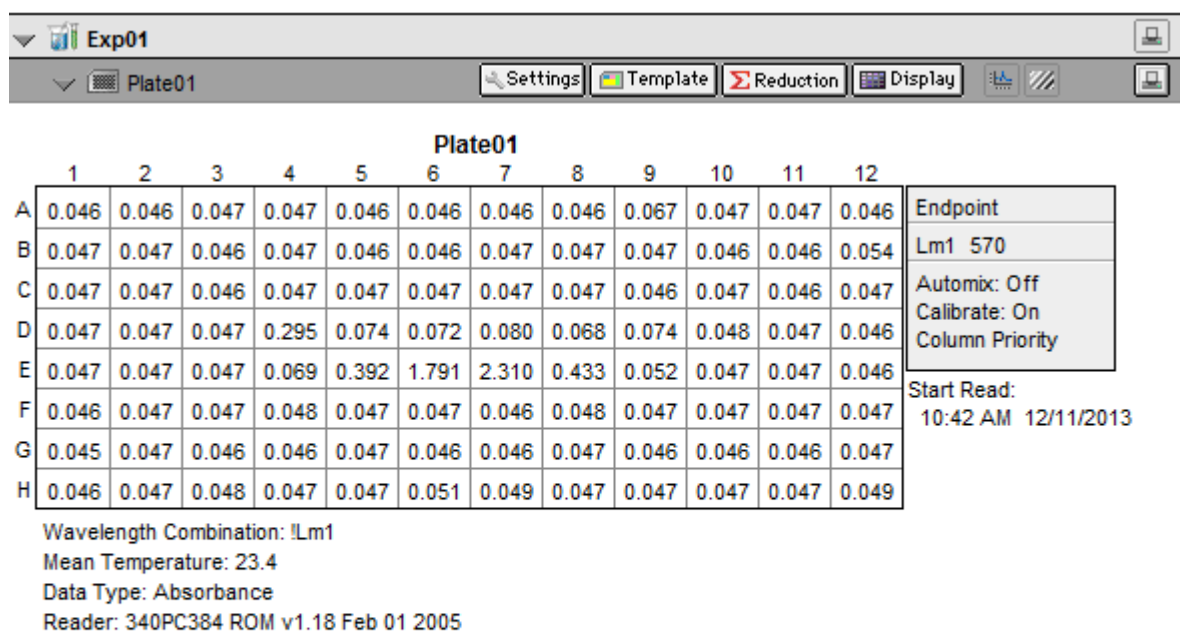 Exp01
Plate01 Settings Template Reduction Display
Plate01
1 2 3 4 5 6 7 8 9 10 11 12
A 0.046 0.046 0.047 0.047 0.046 0.046 0.046 0.046 0.067 0.047 0.047 0.046 Endpoint
B 0.047 0.047 0.046 0.047 0.046 0.046 0.047 0.047 0.047 0.046 0.046 0.054 Lm1 570
C 0.047 0.047 0.046 0.047 0.047 0.047 0.047 0.047 0.046 0.047 0.046 0.047 Automix: Off
Calibrate: On
D 0.047 0.047 0.047 0.295 0.074 0.072 0.080 0.068 0.074 0.048 0.047 0.046 Column Priority
E 0.047 0.047 0.047 0.069 0.392 1.791 2.310 0.433 0.052 0.047 0.047 0.046
Start Read:
F 0.046 0.047 0.047 0.048 0.047 0.047 0.046 0.048 0.047 0.047 0.047 0.047 10:42 AM 12/11/2013
G 0.045 0.047 0.046 0.046 0.047 0.046 0.046 0.047 0.046 0.046 0.046 0.047
H 0.046 0.047 0.048 0.047 0.047 0.051 0.049 0.047 0.047 0.047 0.047 0.049
Wavelength Combination: !Lm1
Mean Temperature: 23.4
Data Type: Absorbance
Reader: 340PC384 ROM v1.18 Feb 01 2005